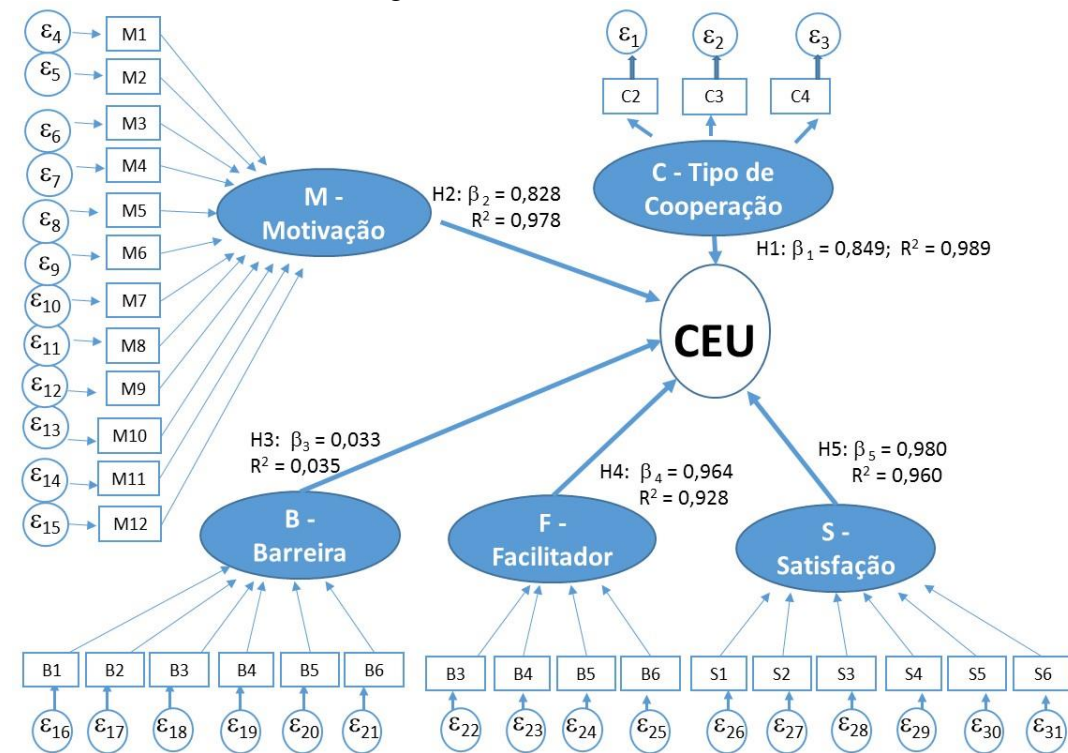 ε4 M1
ε5 M2
ε6 M3
ε7 M4
ε8 M5
ε9 M6
ε10 M7
ε11 M8
ε12 M9
ε13 M10
ε14 M11
ε15 M12
M -
Motivação
ε1 ε2 ε3
C2 C3 C4
C - Tipo de
Cooperação
H2: β2 = 0,828
R² = 0,978
H1: β1 = 0,849; R² = 0,989
CEU
H3: β3 = 0,033
R² = 0,035
H4: β4 = 0,964
R² = 0,928
H5: β5 = 0,980
R² = 0,960
B -
Barreira
F -
Facilitador
S -
Satisfação
B1 B2 B3 B4 B5 B6
ε16 ε17 ε18 ε19 ε20 ε21
B3 B4 B5 B6
ε22 ε23 ε24 ε25
S1 S2 S3 S4 S5 S6
ε26 ε27 ε28 ε29 ε30 ε31